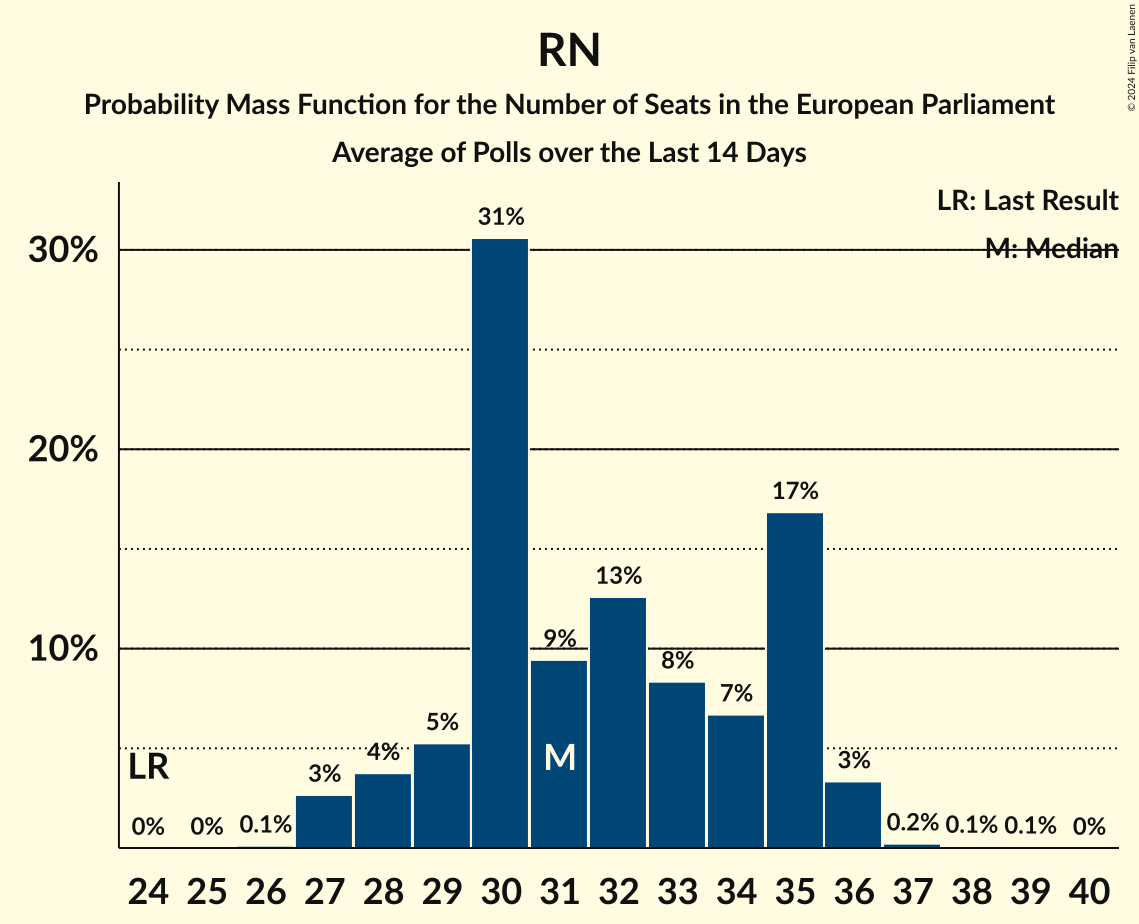 RN
Probability Mass Function for the Number of Seats in the European Parliament
Average of Polls over the Last 14 Days
© 2024 Filip van Laenen
LR: Last Result
M: Median
30%
20%
10%
LR
M
0%
0%
0.1%
3%
4%
5%
31%
9%
13%
8%
7%
17%
3%
0.2%
0.1%
0.1%
0%
24 25 26 27 28 29 30 31 32 33 34 35 36 37 38 39 40